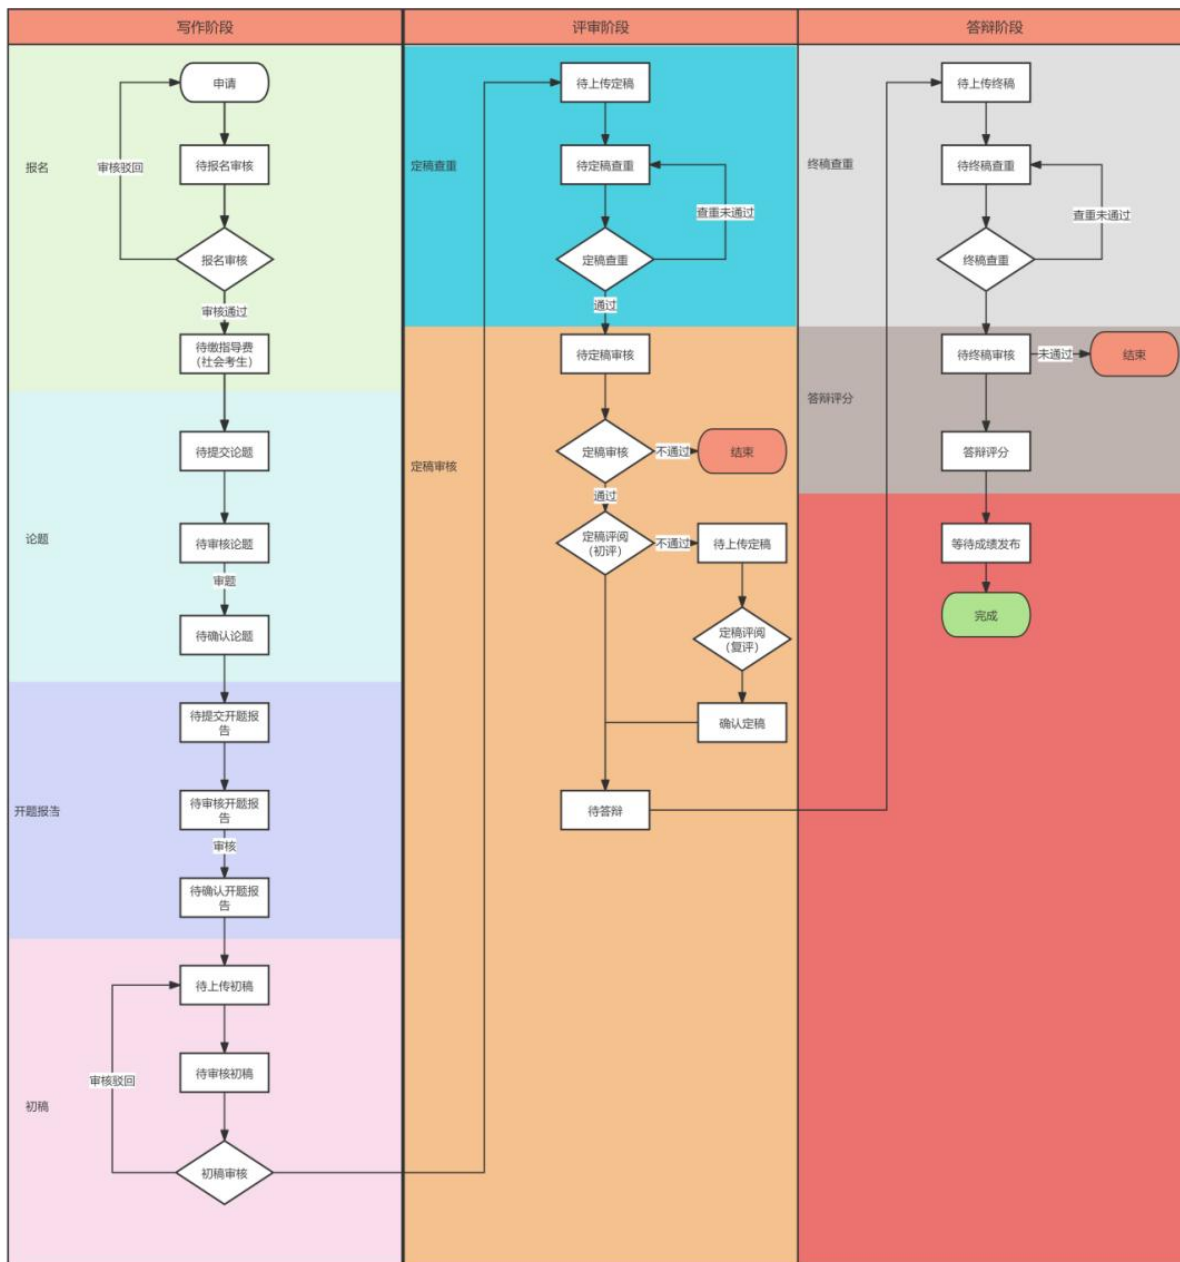 写作阶段
评审阶段
答辩阶段
报名
申请
待报名审核
审核驳回
报名审核
审核通过
待缴指导费
(社会考生)
论题
待提交论题
待审核论题
审题
待确认论题
开题报告
待提交开题报
告
待审核开题报
告
审核
待确认开题报
告
初稿
待上传初稿
待审核初稿
审核驳回
初稿审核
定稿查重
待上传定稿
待定稿查重
查重未通过
定稿查重
通过
定稿审核
待定稿审核
定稿审核
不通过
结束
通过
定稿评阅
(初评)
不通过
待上传定稿
定稿评阅
(复评)
确认定稿
待答辩
终稿查重
待上传终稿
待终稿查重
查重未通过
终稿查重
答辩评分
待终稿审核
未通过
结束
答辩评分
等待成绩发布
完成